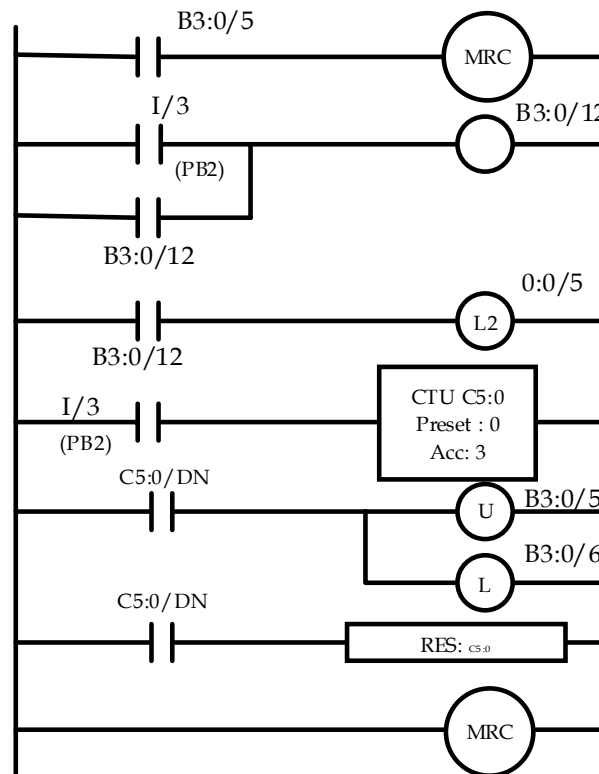 B3:0/5
MRC
I/3
B3:0/12
(PB2)
B3:0/12
0:0/5
L2
B3:0/12
I/3
(PB2)
CTU C5:0
Preset : 0
Acc: 3
C5:0/DN
U
B3:0/5
B3:0/6
L
C5:0/DN
RES: C5:0
MRC